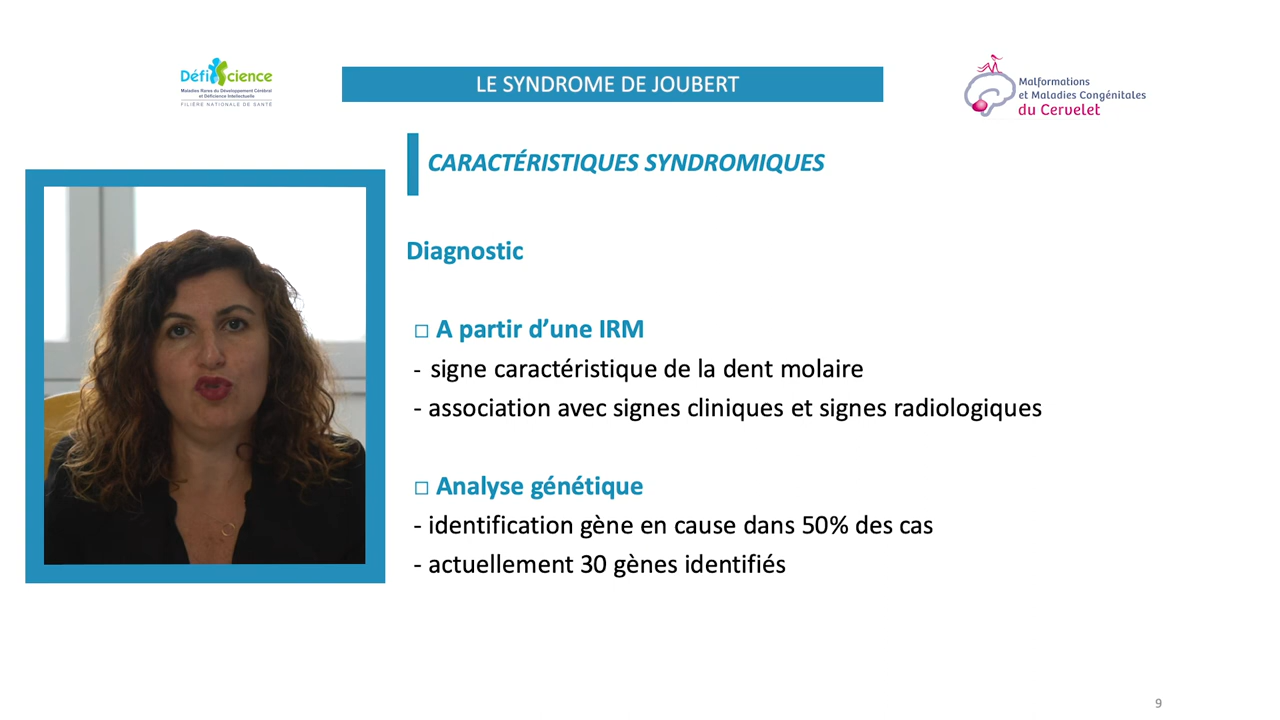 DéfiScience
Maladies Rares du Développement Cérébral
et Déficience Intellectuelle
FILIÈRE NATIONALE DE SANTÉ
LE SYNDROME DE JOUBERT
Malformations
et Maladies Congénitales
du Cervelet
CARACTÉRISTIQUES SYNDROMIQUES
Diagnostic
□ A partir d’une IRM
- signe caractéristique de la dent molaire
- association avec signes cliniques et signes radiologiques
□ Analyse génétique
- identification gène en cause dans 50% des cas
- actuellement 30 gènes identifiés
9